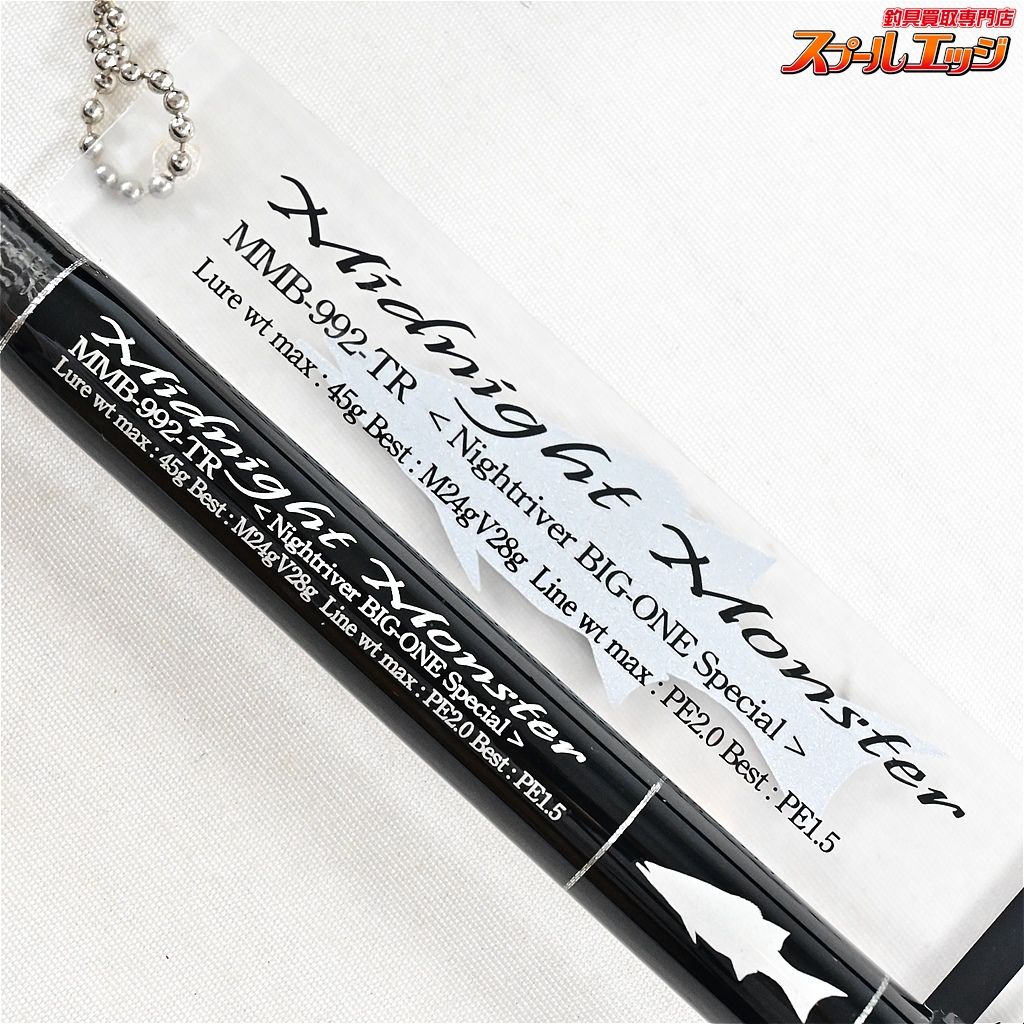 釣具買取専門店
スプールエッジ
Midnight Monster
MMB-992-TR < Nightriver BIG-ONE Special >
Lure wt max : 45g Best : M24gV28g Line wt max : PE2.0 Best : PE1.5
Midnight Monster
MMB-992-TR < Nightriver BIG-ONE Special >
Lure wt max : 45g Best : M24gV28g Line wt max : PE2.0 Best : PE1.5